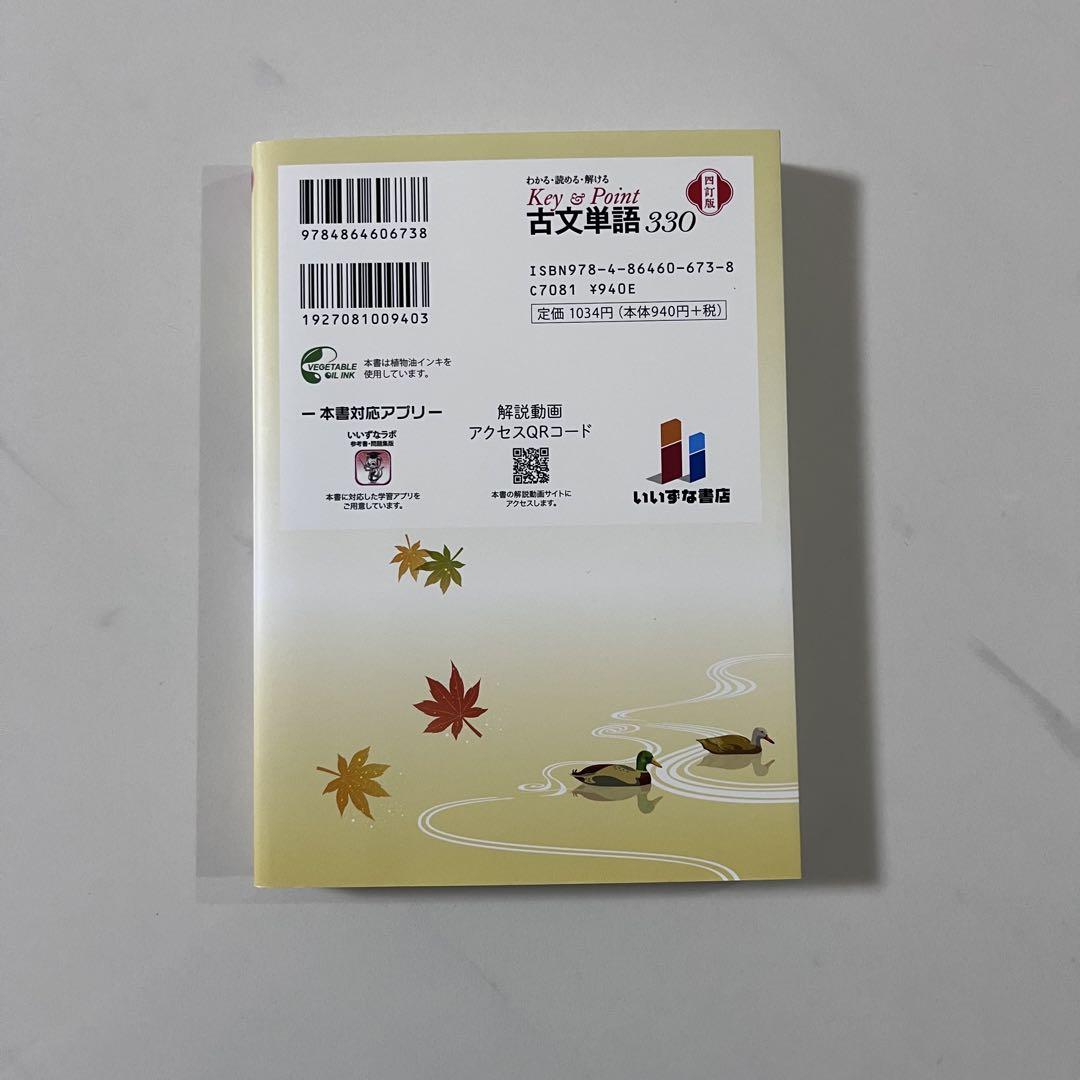 9784864606738
1927081009403
わかる・読める・解ける
Key & Point
古文単語330
四訂版
ISBN978-4-86460-673-8
C7081 ¥940E
定価 1034円(本体940円+税)
VEGETABLE
OIL INK
本書は植物油インキを
使用しています。
ー本書対応アプリー
いいずなラボ
参考書・問題集版
本書に対応した学習アプリを
ご用意しています。
解説動画
アクセスQRコード
本書の解説動画サイトに
アクセスします。
いいずな書店